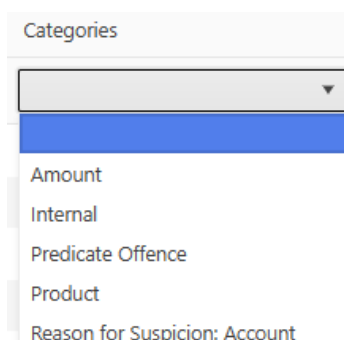 Categories
Amount
Internal
Predicate Offence
Product
Reason for Suspicion: Account